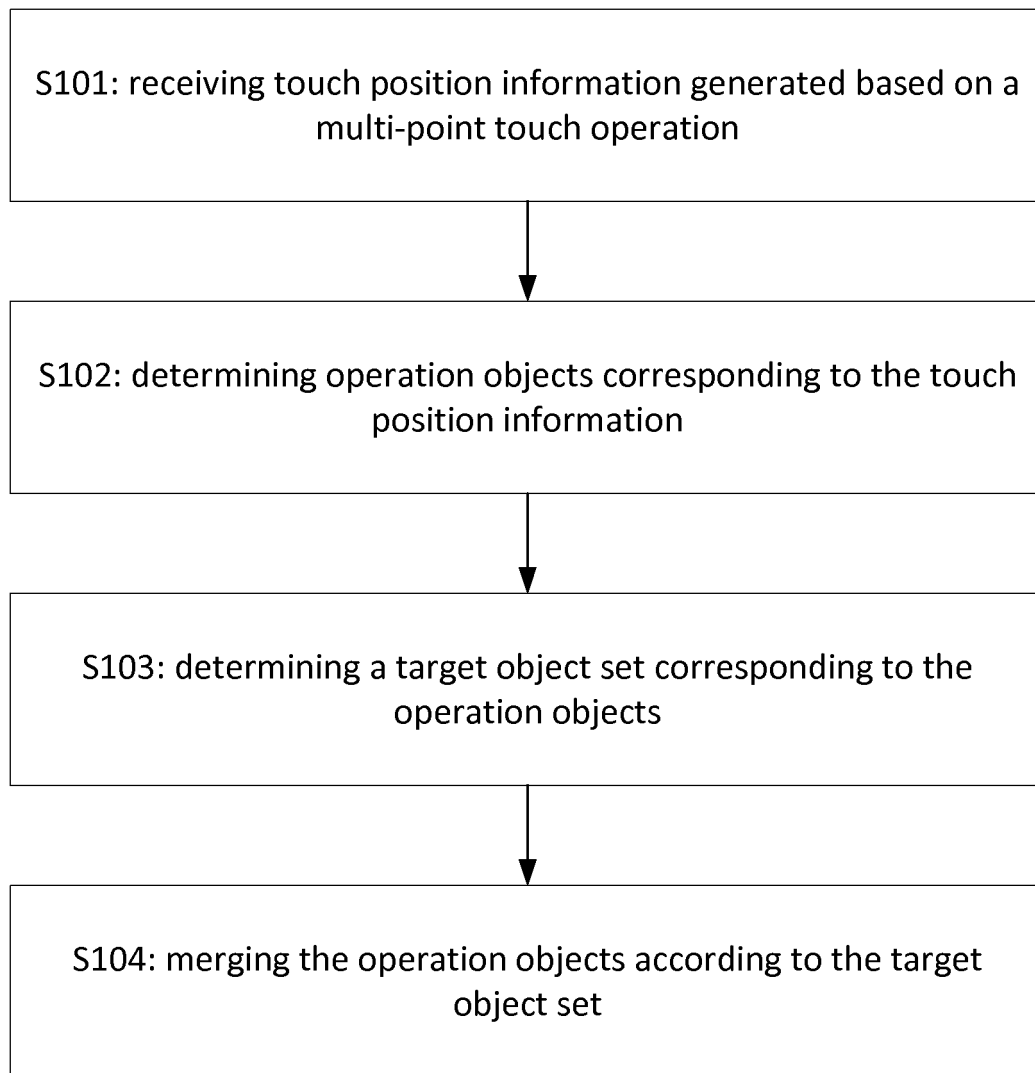 S101: receiving touch position information generated based on a
multi-point touch operation
S102: determining operation objects corresponding to the touch
position information
S103: determining a target object set corresponding to the
operation objects
S104: merging the operation objects according to the target
object set